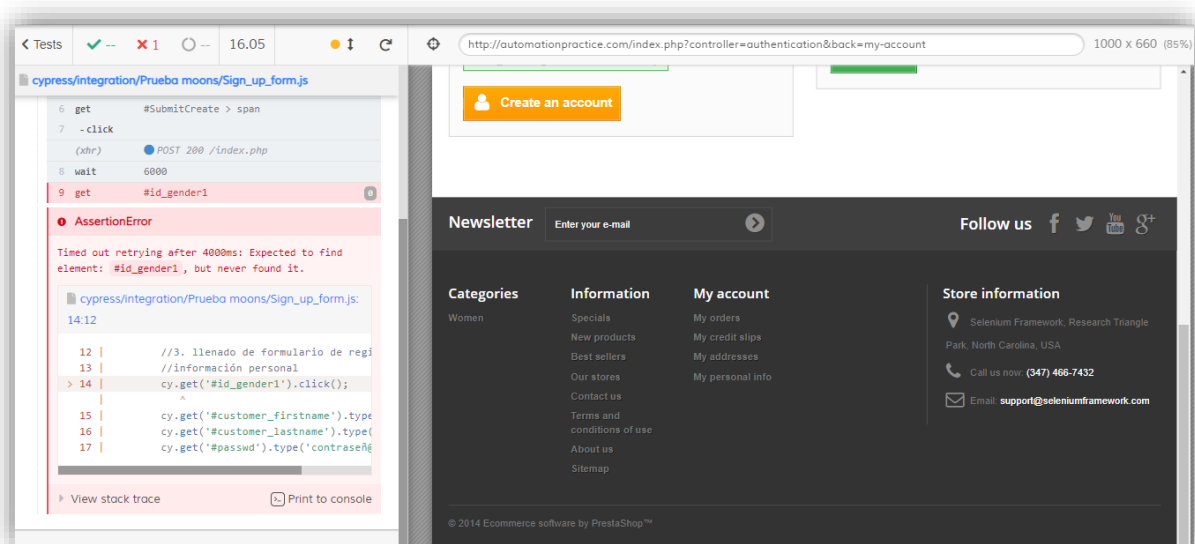 Tests -- 1 -- 16.05
http://automationpractice.com/index.php?controller=authentication&back=my-account 1000 x 660 (85%)
cypress/integration/Prueba moons/Sign_up_form.js
6 get #SubmitCreate > span
7 -click
(xhr) POST 200 /index.php
8 wait 6000
9 get #id_gender1 0
AssertionError
Timed out retrying after 4000ms: Expected to find
element: #id_gender1 , but never found it.
cypress/integration/Prueba moons/Sign_up_form.js:
14:12
12 | //3. llenado de formulario de regi
13 | //información personal
> 14 | cy.get('#id_gender1').click();
| ^
15 | cy.get('#customer_firstname').type
16 | cy.get('#customer_lastname').type(
17 | cy.get('#passwd').type('contraseñ@
View stack trace Print to console
Create an account
Newsletter Enter your e-mail
Follow us f You Tube g+
Categories
Women
Information
Specials
New products
Best sellers
Our stores
Contact us
Terms and
conditions of use
About us
Sitemap
My account
My orders
My credit slips
My addresses
My personal info
Store information
Selenium Framework, Research Triangle
Park, North Carolina, USA
Call us now: (347) 466-7432
Email: support@seleniumframework.com
© 2014 Ecommerce software by PrestaShop™